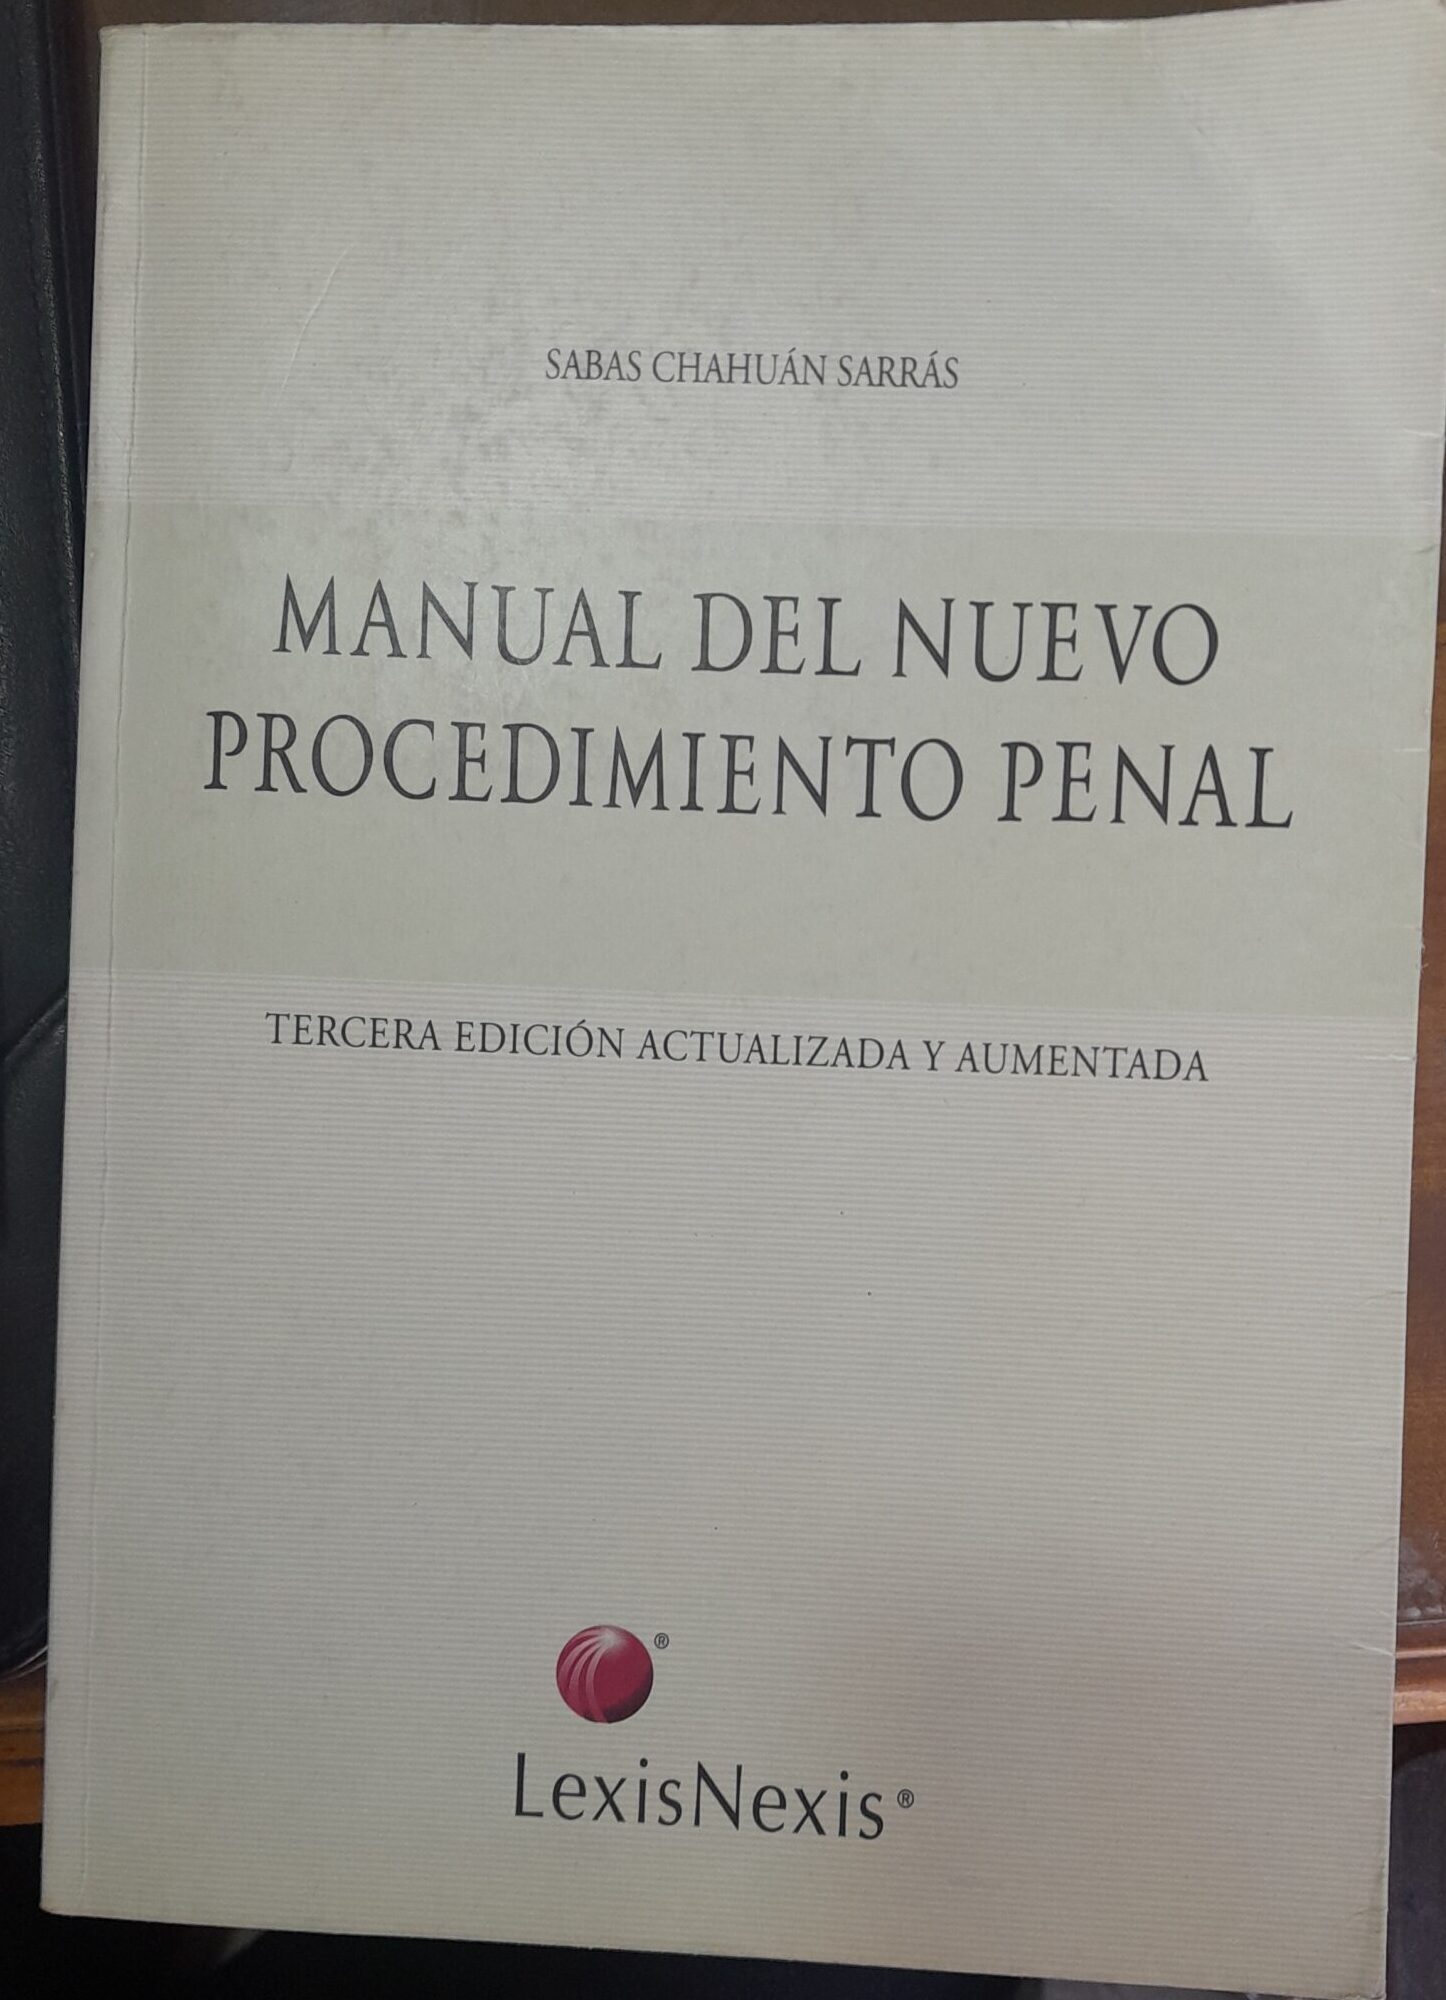 SABAS CHAHUÁN SARRÁS
MANUAL DEL NUEVO
PROCEDIMIENTO PENAL
TERCERA EDICIÓN ACTUALIZADA Y AUMENTADA
®
LexisNexis®